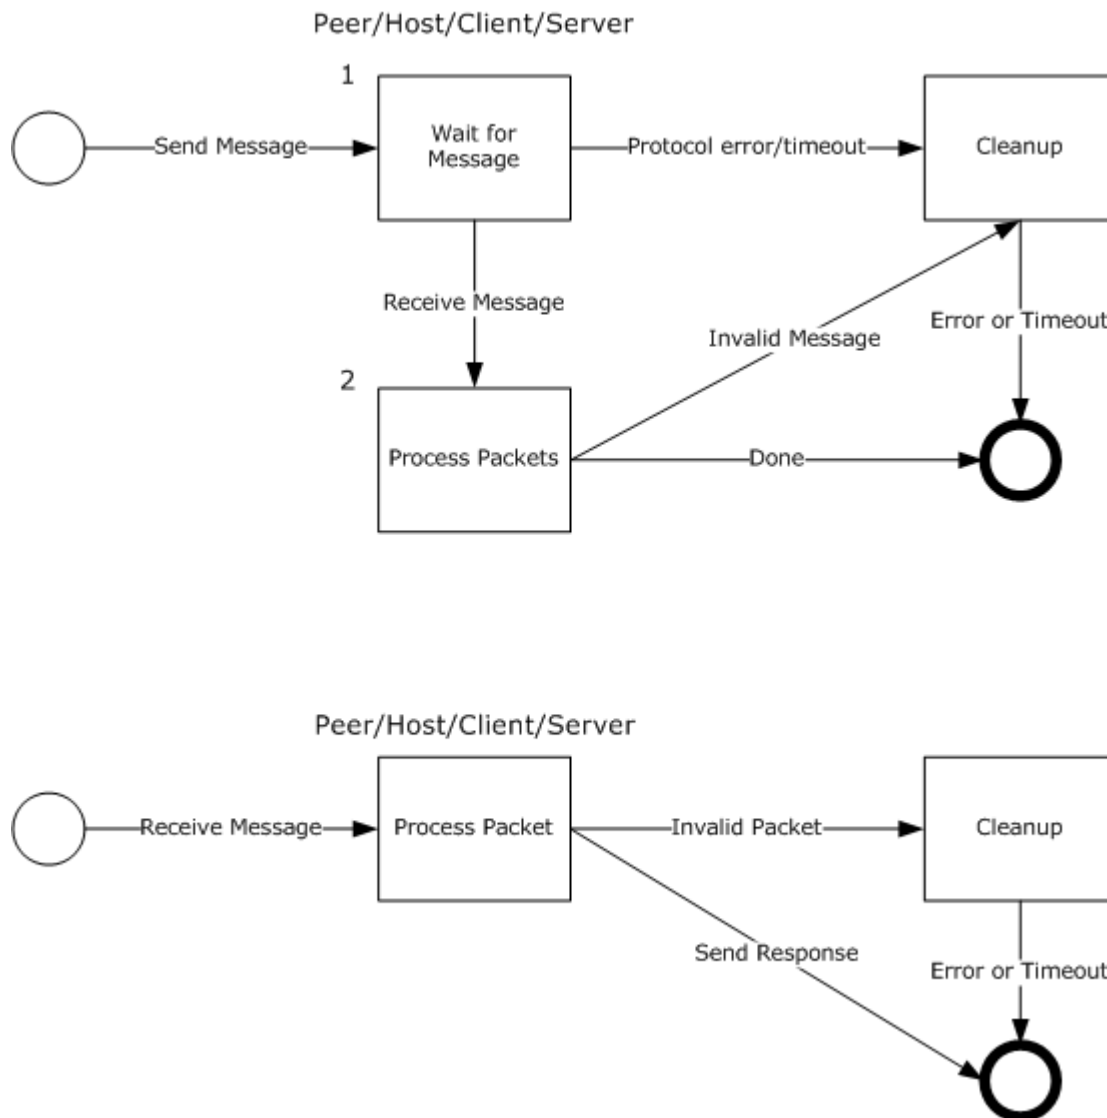 Peer/Host/Client/Server
1
Send Message
Wait for
Message
Protocol error/timeout
Cleanup
Receive Message
Invalid Message
Error or Timeout
2
Process Packets
Done
Peer/Host/Client/Server
Receive Message
Process Packet
Invalid Packet
Cleanup
Send Response
Error or Timeout